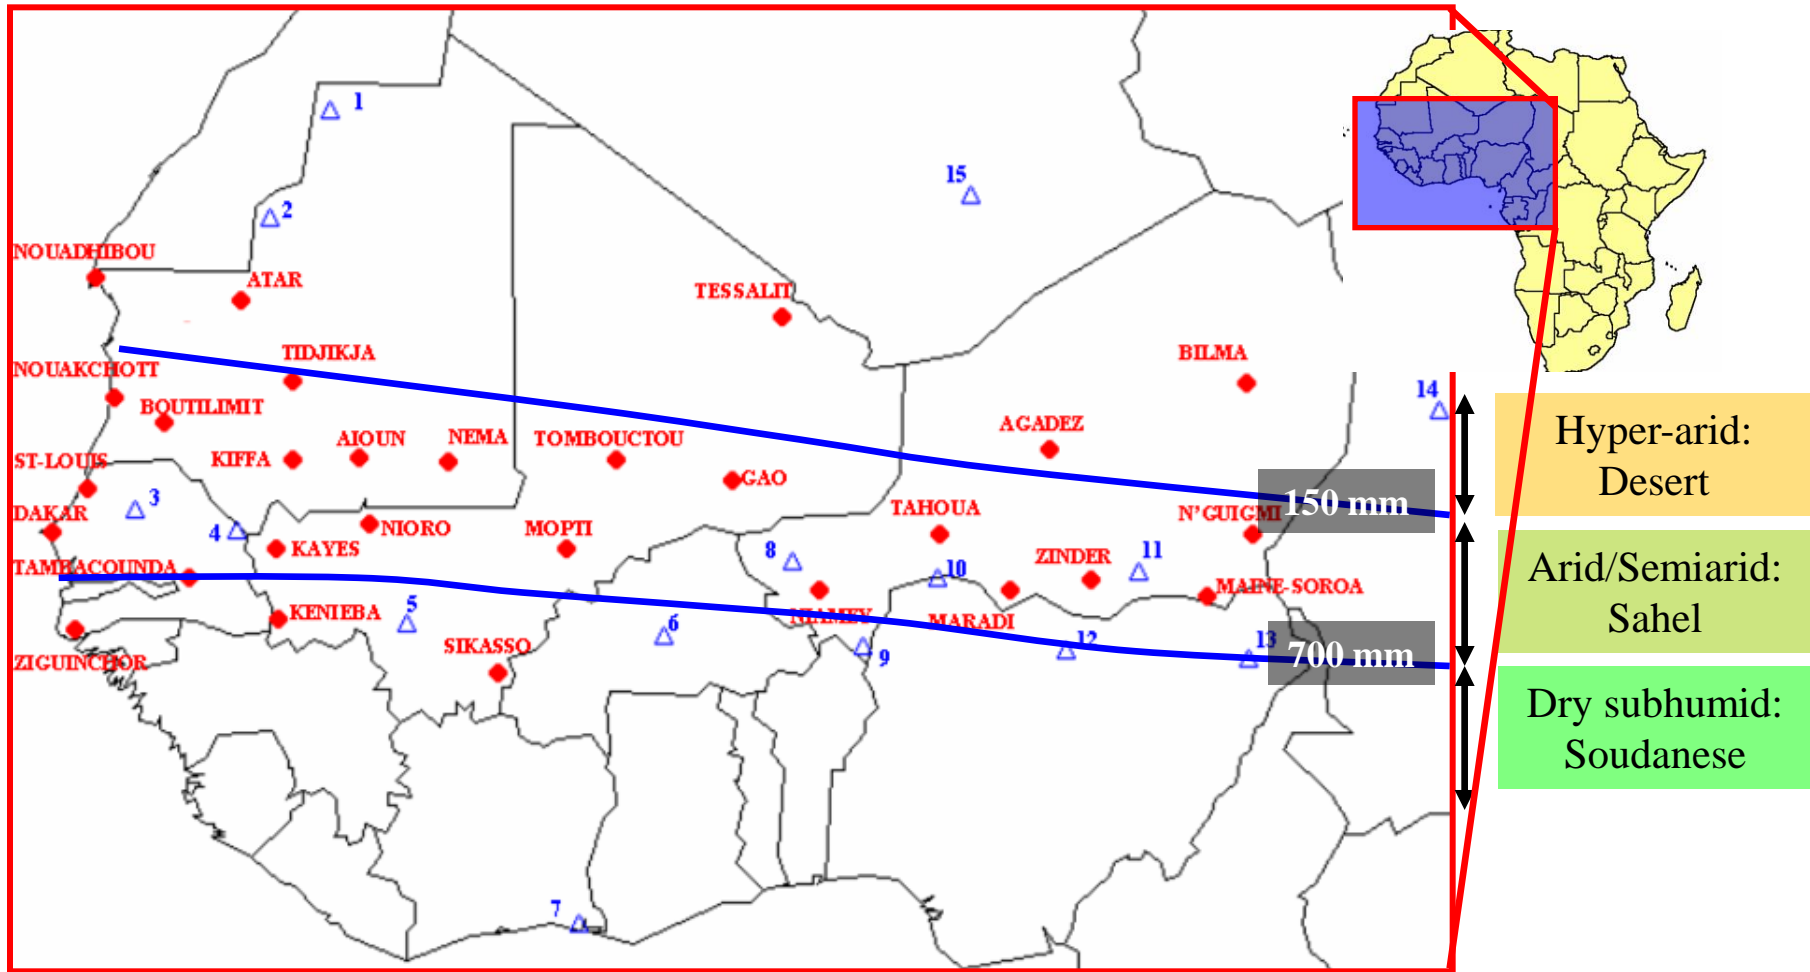 1
15
2
NOUADHIBOU
ATAR
TESSALIT
TIDJIKJA
BILMA
NOUAKCHOTT
14
BOUTILIMIT
Hyper-arid:
Desert
AGADEZ
AIOUN
NEMA
TOMBOUCTOU
ST-LOUIS
KIFFA
GAO
3
150 mm
DAKAR
4
NIORO
MOPTI
TAHOUA
N'GUIGMI
KAYES
8
ZINDER
11
Arid/Semiarid:
Sahel
TAMBACOUNDA
10
MAINE-SOROA
KENIEBA
5
NIAMEY
MARADI
6
SIKASSO
9
12
13
700 mm
ZIGUINCHOR
Dry subhumid:
Soudanese
7